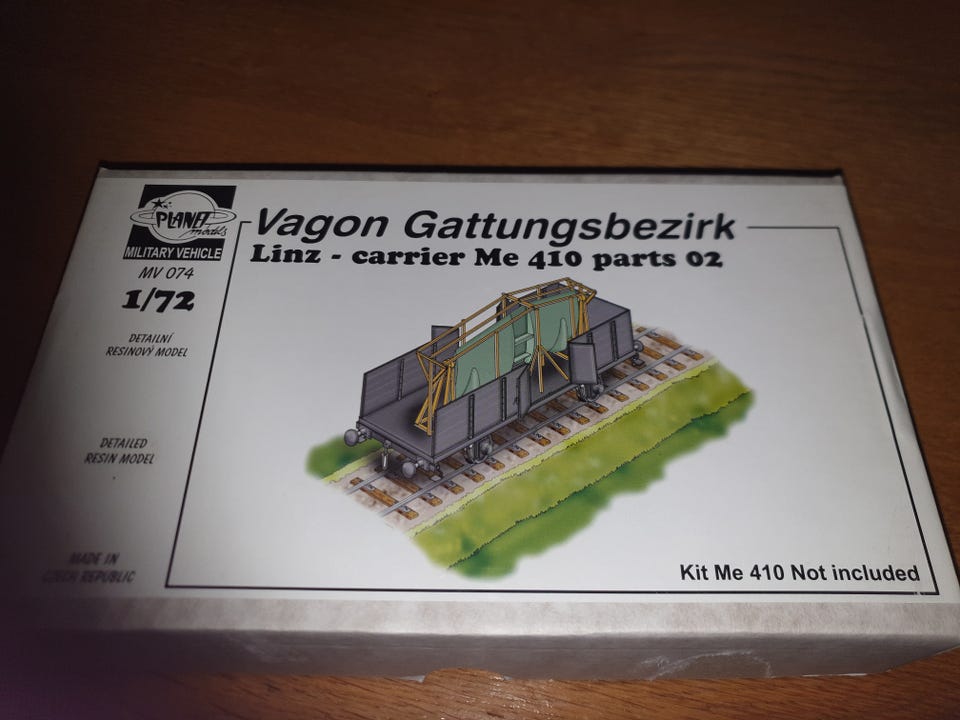 PLANET
models
MILITARY VEHICLE
MV 074
1/72
DETAILNÍ
RESINOVÝ MODEL
DETAILED
RESIN MODEL
MADE IN
CZECH REPUBLIC
Vagon Gattungsbezirk
Linz - carrier Me 410 parts 02
Kit Me 410 Not included